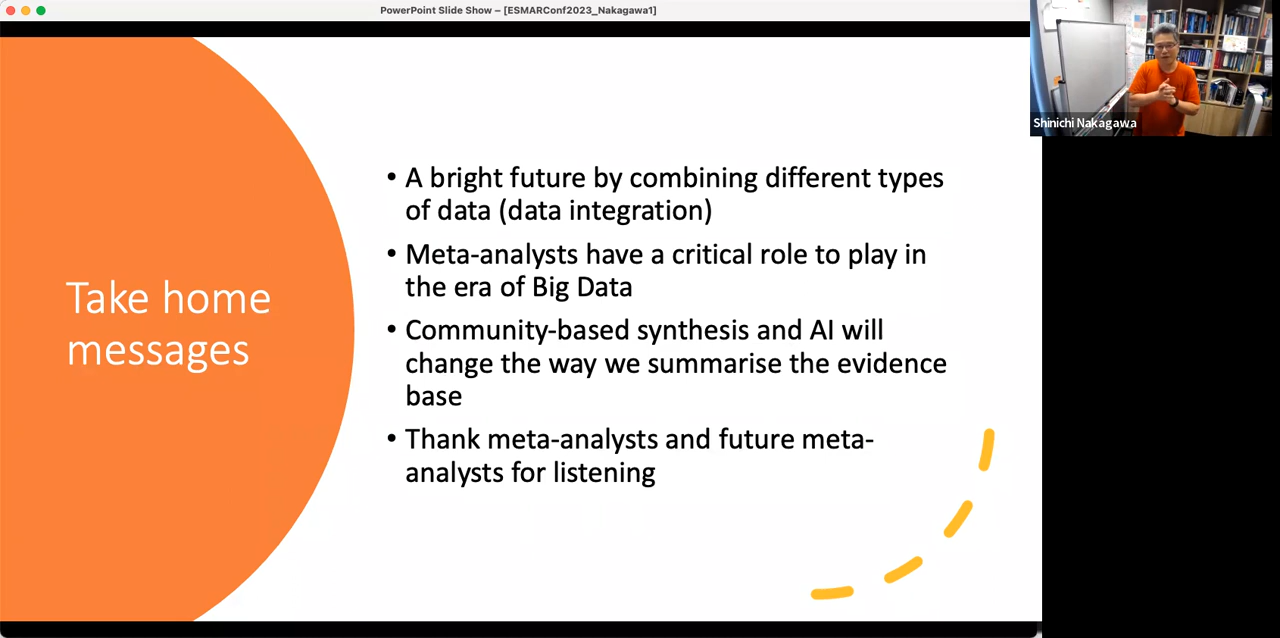 PowerPoint Slide Show – [ESMARConf2023_Nakagawa1]
Shinichi Nakagawa
Take home
messages
• A bright future by combining different types
of data (data integration)
• Meta-analysts have a critical role to play in
the era of Big Data
• Community-based synthesis and AI will
change the way we summarise the evidence
base
• Thank meta-analysts and future meta-
analysts for listening